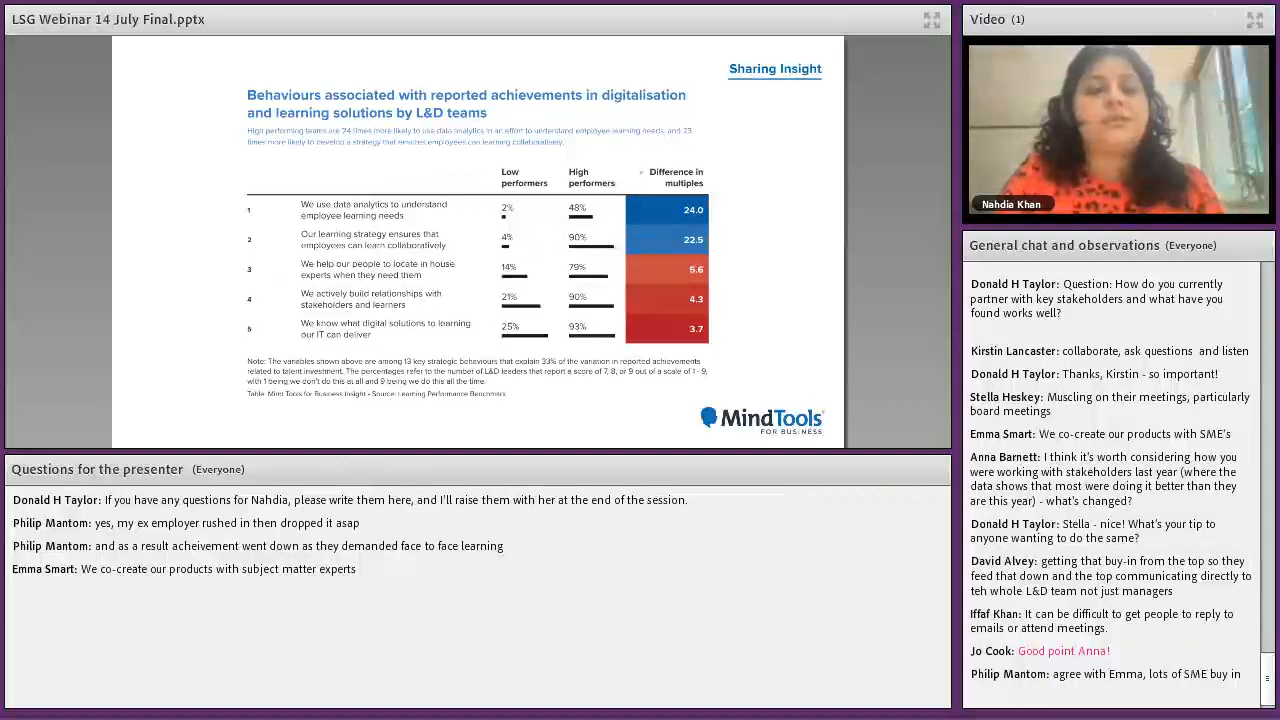 LSG Webinar 14 July Final.pptx
Sharing Insight
Behaviours associated with reported achievements in digitalisation
and learning solutions by L&D teams
High performing teams are 24 times more likely to use data analytics in an effort to understand employee learning needs, and 23
times more likely to develop a strategy that ensures employees can learn collaboratively.
Low performers
High performers
Difference in multiples
1 We use data analytics to understand employee learning needs 2% 48% 24.0
2 Our learning strategy ensures that employees can learn collaboratively 4% 90% 22.5
3 We help our people to locate in house experts when they need them 14% 79% 5.6
4 We actively build relationships with stakeholders and learners 21% 90% 4.3
5 We know what digital solutions to learning our IT can deliver 25% 93% 3.7
Note: The variables shown above are among 13 key strategic behaviours that explain 33% of the variation in reported achievements
related to talent investment. The percentages refer to the number of L&D leaders that report a score of 7, 8, or 9 out of a scale of 1 - 9,
with 1 being we don't do this at all and 9 being we do this all the time.
Table: Mind Tools for Business Insight • Source: Learning Performance Benchmark
MindTools
FOR BUSINESS
Video (1)
Nahdia Khan
General chat and observations (Everyone)
Donald H Taylor: Question: How do you currently
partner with key stakeholders and what have you
found works well?
Kirstin Lancaster: collaborate, ask questions and listen
Donald H Taylor: Thanks, Kirstin - so important!
Stella Heskey: Muscling on their meetings, particularly
board meetings
Emma Smart: We co-create our products with SME's
Anna Barnett: I think it's worth considering how you
were working with stakeholders last year (where the
data shows that most were doing it better than they
are this year) - what's changed?
Donald H Taylor: Stella - nice! What's your tip to
anyone wanting to do the same?
David Alvey: getting that buy-in from the top so they
feed that down and the top communicating directly to
teh whole L&D team not just managers
Iffaf Khan: It can be difficult to get people to reply to
emails or attend meetings.
Jo Cook: Good point Anna!
Philip Mantom: agree with Emma, lots of SME buy in
Questions for the presenter (Everyone)
Donald H Taylor: If you have any questions for Nahdia, please write them here, and I'll raise them with her at the end of the session.
Philip Mantom: yes, my ex employer rushed in then dropped it asap
Philip Mantom: and as a result acheivement went down as they demanded face to face learning
Emma Smart: We co-create our products with subject matter experts